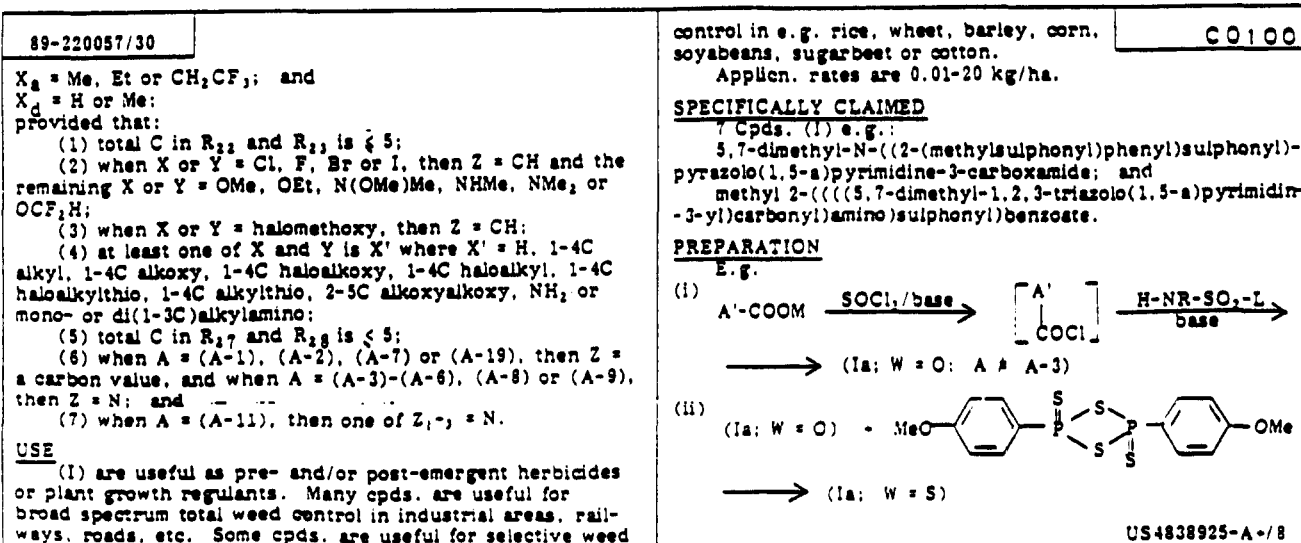 89-220057/30
Xa = Me, Et or CH2CF3; and
Xd = H or Me:
provided that:
(1) total C in R22 and R23 is ≤ 5;
(2) when X or Y = Cl, F, Br or I, then Z = CH and the
remaining X or Y = OMe, OEt, N(OMe)Me, NHMe, NMe2 or
OCF2H;
(3) when X or Y = halomethoxy, then Z = CH:
(4) at least one of X and Y is X' where X' = H, 1-4C
alkyl, 1-4C alkoxy, 1-4C haloalkoxy, 1-4C haloalkyl, 1-4C
haloalkylthio, 1-4C alkylthio, 2-5C alkoxyalkoxy, NH2 or
mono- or di(1-3C)alkylamino;
(5) total C in R27 and R28 is ≤ 5;
(6) when A = (A-1), (A-2), (A-7) or (A-19), then Z =
a carbon value, and when A = (A-3)-(A-6), (A-8) or (A-9),
then Z = N; and
(7) when A = (A-11), then one of Z1-3 = N.
USE
(I) are useful as pre- and/or post-emergent herbicides
or plant growth regulants. Many cpds. are useful for
broad spectrum total weed control in industrial areas, rail-
ways, roads, etc. Some cpds. are useful for selective weed
control in e.g. rice, wheat, barley, corn,
soyabeans, sugarbeet or cotton.
Applicn. rates are 0.01-20 kg/ha.
C0100
SPECIFICALLY CLAIMED
7 Cpds. (I) e.g.:
5,7-dimethyl-N-((2-(methylsulphonyl)phenyl)sulphonyl)-
pyrazolo(1,5-a)pyrimidine-3-carboxamide; and
methyl 2-((((5,7-dimethyl-1,2,3-triazolo(1,5-a)pyrimidin-
-3-yl)carbonyl)amino)sulphonyl)benzoate.
PREPARATION
E.g.
(i) A'-COOM SOCl2/base A' COCl H-NR-SO2-L base
(Ia; W = O: A ≠ A-3)
(ii) (Ia; W = O) + MeO P S S S P S OMe
(Ia; W = S)
US4838925-A+/8